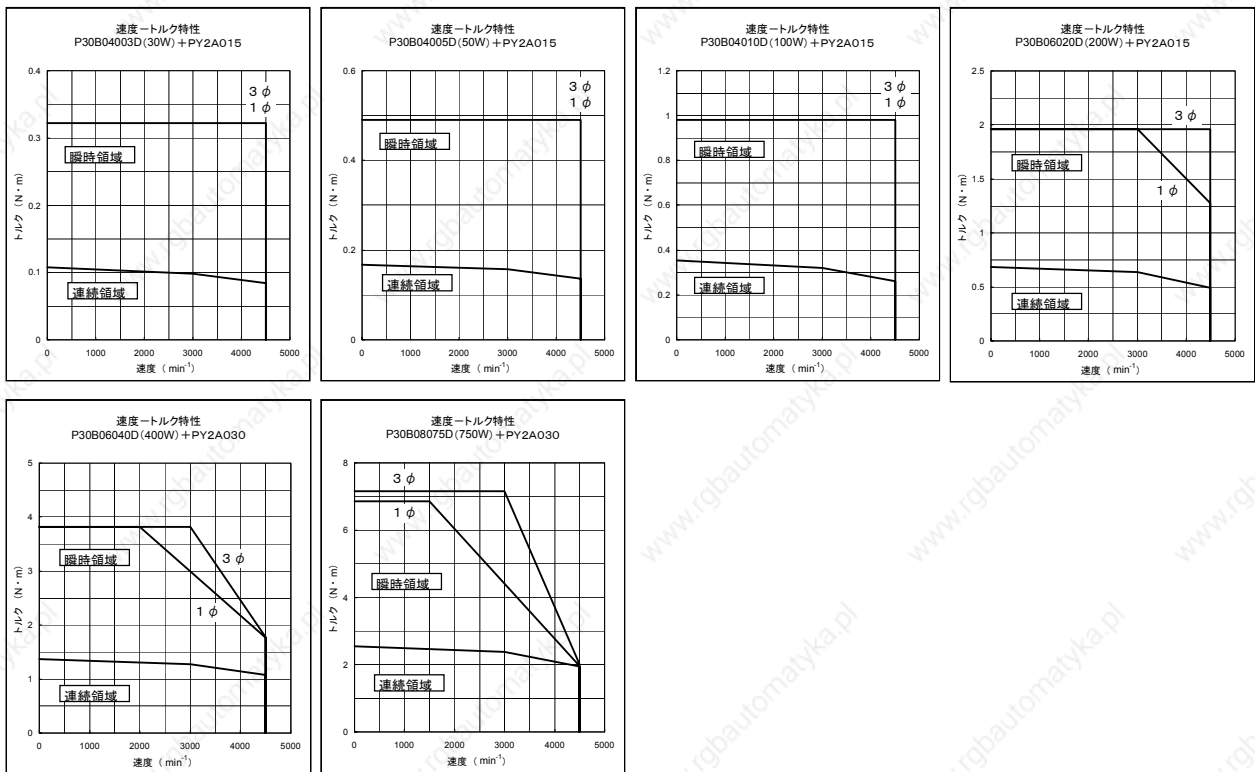 速度－トルク特性
P30B04003D(30W)＋PY2A015
0.4
0.3
0.2
0.1
0
トルク (N・m)
3φ
1φ
瞬時領域
連続領域
0 1000 2000 3000 4000 5000
速度 ( min-1)
速度－トルク特性
P30B04005D(50W)＋PY2A015
0.6
0.4
0.2
0
トルク (N・m)
3φ
1φ
瞬時領域
連続領域
0 1000 2000 3000 4000 5000
速度 ( min-1)
速度－トルク特性
P30B04010D(100W)＋PY2A015
1.2
1
0.8
0.6
0.4
0.2
0
トルク (N・m)
3φ
1φ
瞬時領域
連続領域
0 1000 2000 3000 4000 5000
速度 ( min-1)
速度－トルク特性
P30B06020D(200W)＋PY2A015
2.5
2
1.5
1
0.5
0
トルク (N・m)
3φ
瞬時領域
1φ
連続領域
0 1000 2000 3000 4000 5000
速度 ( min-1)
速度－トルク特性
P30B06040D(400W)＋PY2A030
5
4
3
2
1
0
トルク (N・m)
瞬時領域
3φ
1φ
連続領域
0 1000 2000 3000 4000 5000
速度 ( min-1)
速度－トルク特性
P30B08075D(750W)＋PY2A030
8
6
4
2
0
トルク (N・m)
3φ
1φ
瞬時領域
連続領域
0 1000 2000 3000 4000 5000
速度 ( min-1)
www.rgbautomatyka.pl